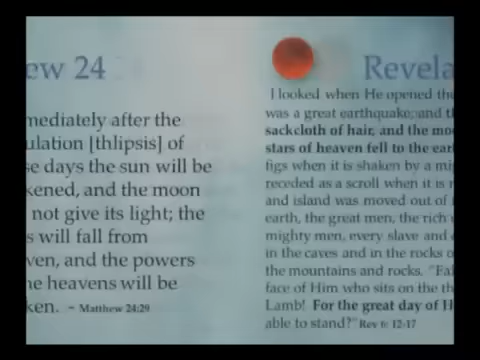 ew 24
mediately after the
ulation [thlipsis] of
se days the sun will be
kened, and the moon
not give its light; the
s will fall from
ven, and the powers
he heavens will be
ken. ~ Matthew 24:29
Revela
I looked when He opened the
was a great earthquake; and t
sackcloth of hair, and the moo
stars of heaven fell to the ear
figs when it is shaken by a mi
receded as a scroll when it is r
and island was moved out of
earth, the great men, the rich
mighty men, every slave and
in the caves and in the rocks o
the mountains and rocks. "Fal
face of Him who sits on the th
Lamb! For the great day of H
able to stand?" Rev 6: 12-17